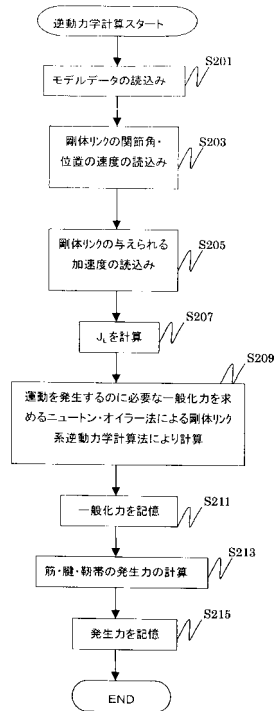 逆動力学計算スタート
S201
モデルデータの読込み
S203
剛体リンクの関節角・
位置の速度の読込み
S205
剛体リンクの与えられる
加速度の読込み
S207
JLを計算
S209
運動を発生するのに必要な一般化力を求
めるニュートン・オイラー法による剛体リンク
系逆動力学計算法により計算
S211
一般化力を記憶
S213
筋・腱・靭帯の発生力の計算
S215
発生力を記憶
END